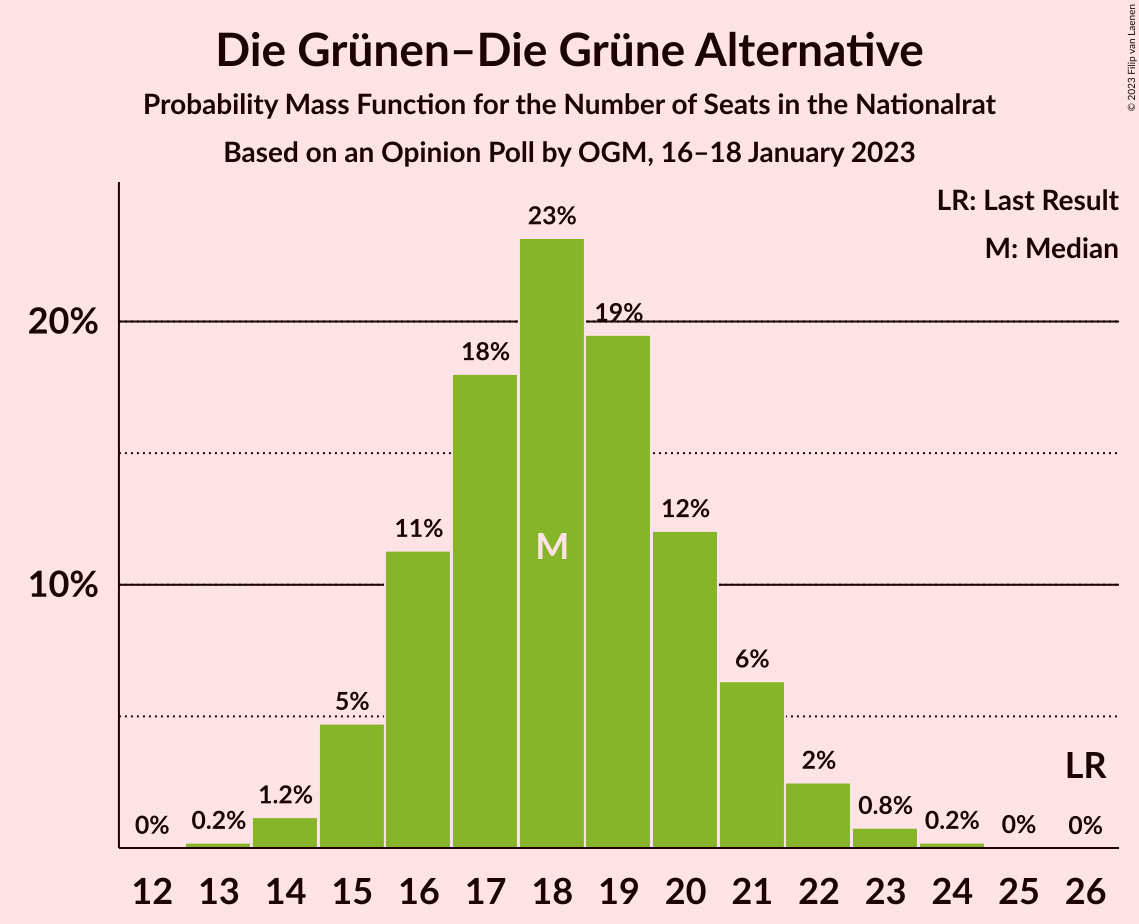 Die Grünen–Die Grüne Alternative
Probability Mass Function for the Number of Seats in the Nationalrat
Based on an Opinion Poll by OGM, 16–18 January 2023
© 2023 Filip van Laenen
LR: Last Result
M: Median
20%
10%
0%
0.2%
1.2%
5%
11%
18%
23%
19%
12%
6%
2%
0.8%
0.2%
0%
0%
M
LR
12 13 14 15 16 17 18 19 20 21 22 23 24 25 26